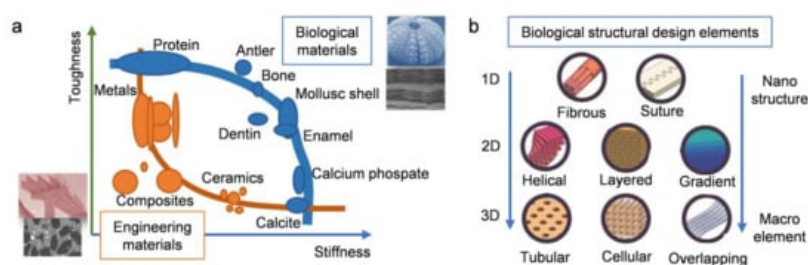 a
Toughness
Protein
Antler
Biological
materials
Bone
Metals
Mollusc shell
Dentin
Enamel
Ceramics
Calcium phospate
Composites
Calcite
Engineering
materials
Stiffness
b
Biological structural design elements
1D
Nano
structure
Fibrous
Suture
2D
Helical
Layered
Gradient
3D
Macro
element
Tubular
Cellular
Overlapping